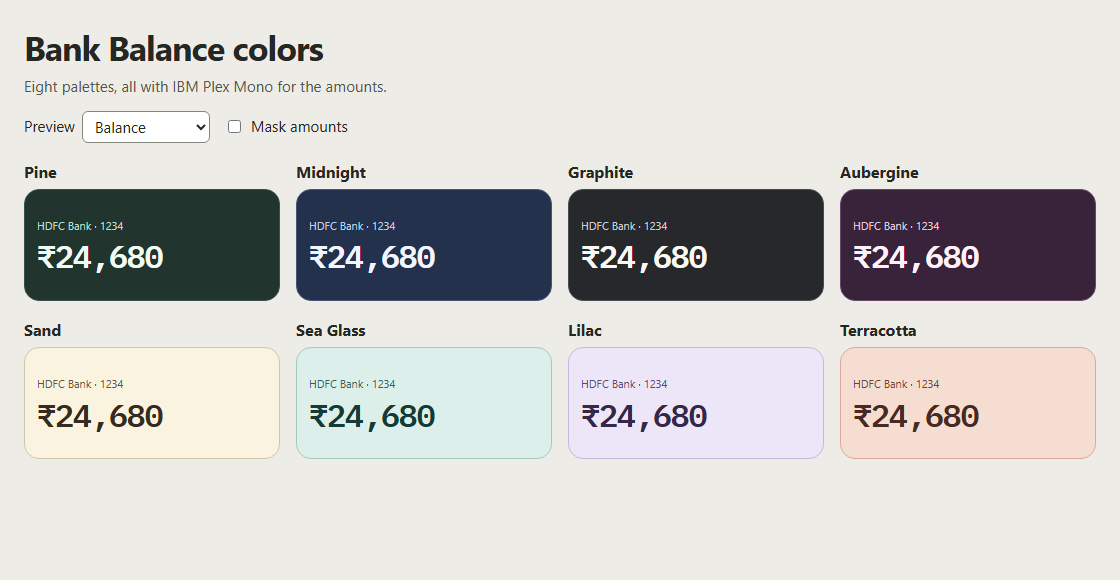 Bank Balance colors
Eight palettes, all with IBM Plex Mono for the amounts.
Preview Balance Mask amounts
Pine Midnight Graphite Aubergine
HDFC Bank · 1234 HDFC Bank · 1234 HDFC Bank · 1234 HDFC Bank · 1234
₹24,680 ₹24,680 ₹24,680 ₹24,680
Sand Sea Glass Lilac Terracotta
HDFC Bank · 1234 HDFC Bank · 1234 HDFC Bank · 1234 HDFC Bank · 1234
₹24,680 ₹24,680 ₹24,680 ₹24,680